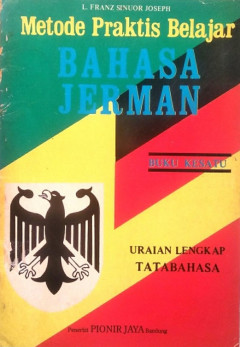 L. FRANZ SINUOR JOSEPH
Metode Praktis Belajar
BAHASA
JERMAN
BUKU KESATU
URAIAN LENGKAP
TATABAHASA
Penerbit PIONIR JAYA Bandung